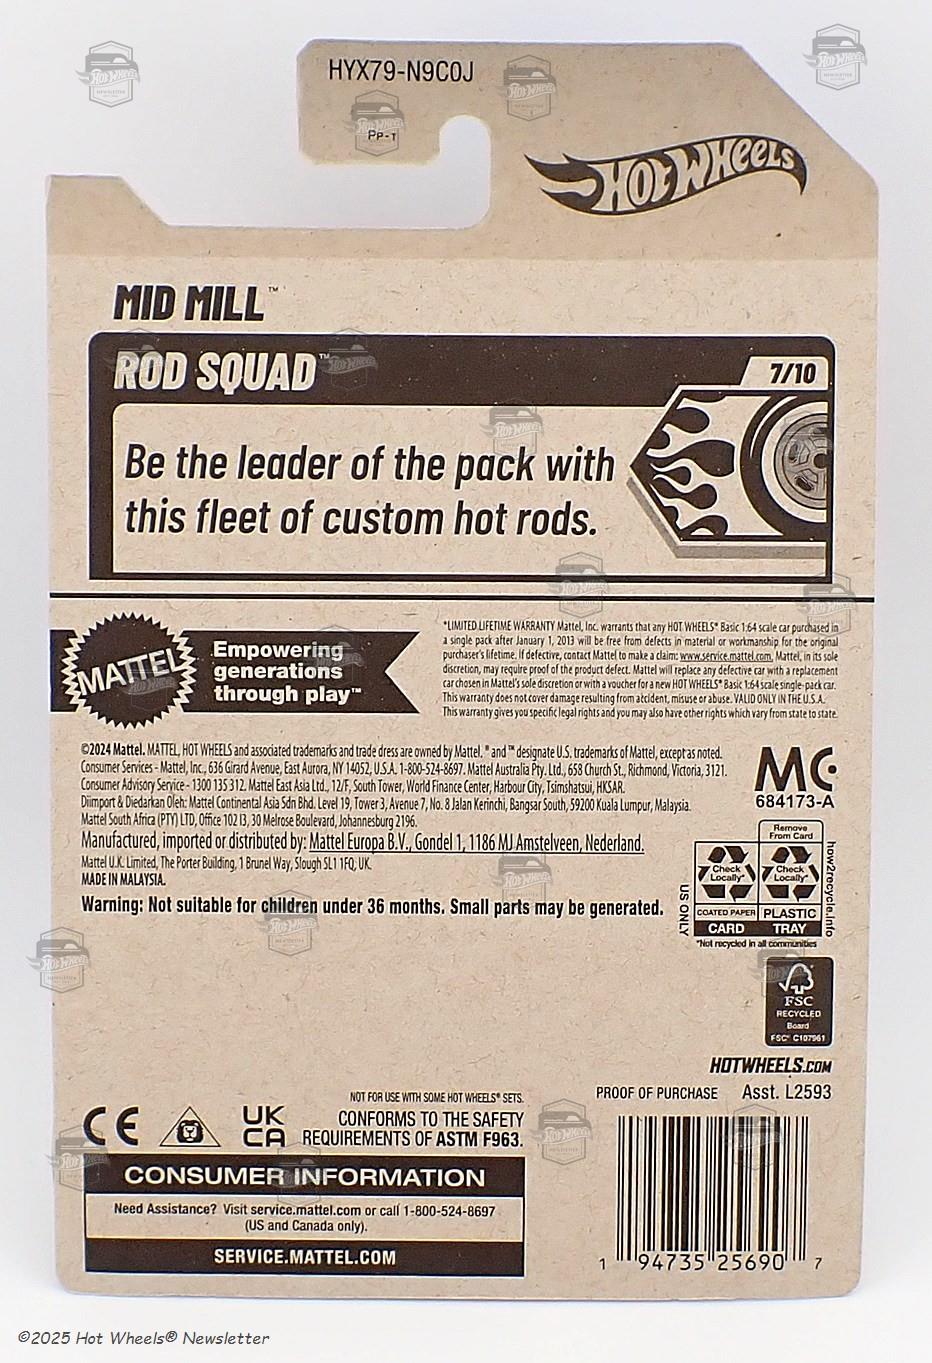 HYX79-N9C0J
PP-1
HOT WHEELS
MID MILL™
ROD SQUAD™
7/10
Be the leader of the pack with
this fleet of custom hot rods.
MATTEL
Empowering
generations
through play™
*LIMITED LIFETIME WARRANTY Mattel, Inc. warrants that any HOT WHEELS® Basic 1:64 scale car purchased in
a single pack after January 1, 2013 will be free from defects in material or workmanship for the original
purchaser's lifetime. If defective, contact Mattel to make a claim: www.service.mattel.com. Mattel, in its sole
discretion, may require proof of the product defect. Mattel will replace any defective car with a replacement
car chosen in Mattel's sole discretion or with a voucher for a new HOT WHEELS® Basic 1:64 scale single-pack car.
This warranty does not cover damage resulting from accident, misuse or abuse. VALID ONLY IN THE U.S.A.
This warranty gives you specific legal rights and you may also have other rights which vary from state to state.
©2024 Mattel. MATTEL, HOT WHEELS and associated trademarks and trade dress are owned by Mattel. ® and ™ designate U.S. trademarks of Mattel, except as noted.
Consumer Services - Mattel, Inc., 636 Girard Avenue, East Aurora, NY 14052, U.S.A. 1-800-524-8697. Mattel Australia Pty. Ltd., 658 Church St., Richmond, Victoria, 3121.
Consumer Advisory Service - 1300 135 312. Mattel East Asia Ltd., 12/F, South Tower, World Finance Center, Harbour City, Tsimshatsui, HKSAR.
Diimport & Diedarkan Oleh: Mattel Continental Asia Sdn Bhd. Level 19, Tower 3, Avenue 7, No. 8 Jalan Kerinchi, Bangsar South, 59200 Kuala Lumpur, Malaysia.
Mattel South Africa (PTY) LTD, Office 102 I3, 30 Melrose Boulevard, Johannesburg 2196.
Manufactured, imported or distributed by: Mattel Europa B.V., Gondel 1, 1186 MJ Amstelveen, Nederland.
Mattel U.K. Limited, The Porter Building, 1 Brunel Way, Slough SL1 1FQ, UK.
MADE IN MALAYSIA.
Warning: Not suitable for children under 36 months. Small parts may be generated.
MC
684173-A
Remove
From Card
Check
Locally*
Check
Locally*
COATED PAPER
PLASTIC
CARD
TRAY
US ONLY
how2recycle.info
*Not recycled in all communities
FSC
RECYCLED
Board
FSC® C107961
HOTWHEELS.COM
PROOF OF PURCHASE Asst. L2593
NOT FOR USE WITH SOME HOT WHEELS® SETS.
CE
UK
CA
CONFORMS TO THE SAFETY
REQUIREMENTS OF ASTM F963.
CONSUMER INFORMATION
Need Assistance? Visit service.mattel.com or call 1-800-524-8697
(US and Canada only).
SERVICE.MATTEL.COM
1 94735 25690 7
©2025 Hot Wheels® Newsletter